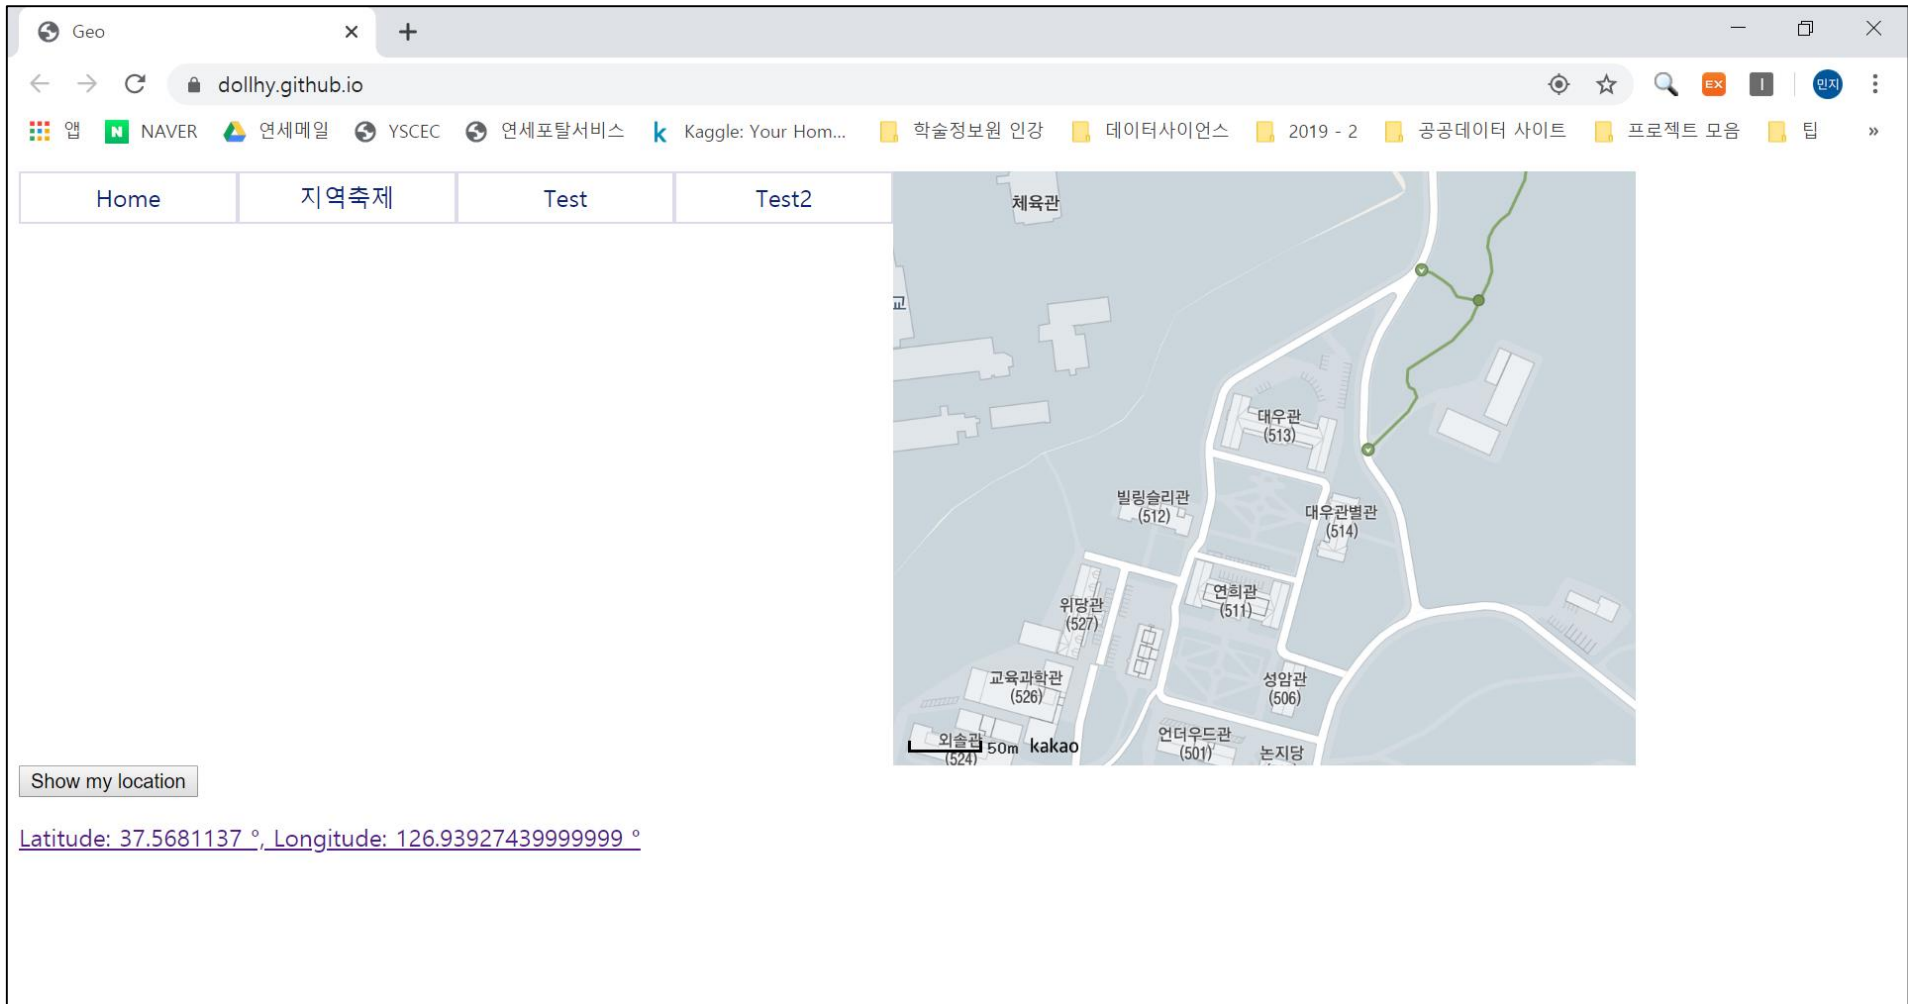 Geo
dollhy.github.io
EX
I
민지
앱 NAVER 연세메일 YSCEC 연세포탈서비스 Kaggle: Your Hom... 학술정보원 인강 데이터사이언스 2019 - 2 공공데이터 사이트 프로젝트 모음 팁 »
Home 지역축제 Test Test2
체육관
교
대우관
(513)
빌링슬리관
(512)
대우관별관
(514)
연희관
(511)
위당관
(527)
교육과학관
(526)
성암관
(506)
외솔관
(524)
50m kakao
언더우드관
(501)
논지당
Show my location
Latitude: 37.5681137 °, Longitude: 126.93927439999999 °